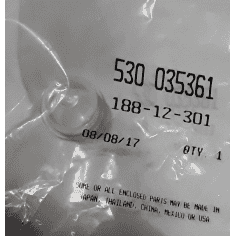 530 035361
188-12-301
08/08/17 QTY. 1
SOME OR ALL ENCLOSED PARTS MAY BE MADE IN
JAPAN, THAILAND, CHINA, MEXICO OR USA